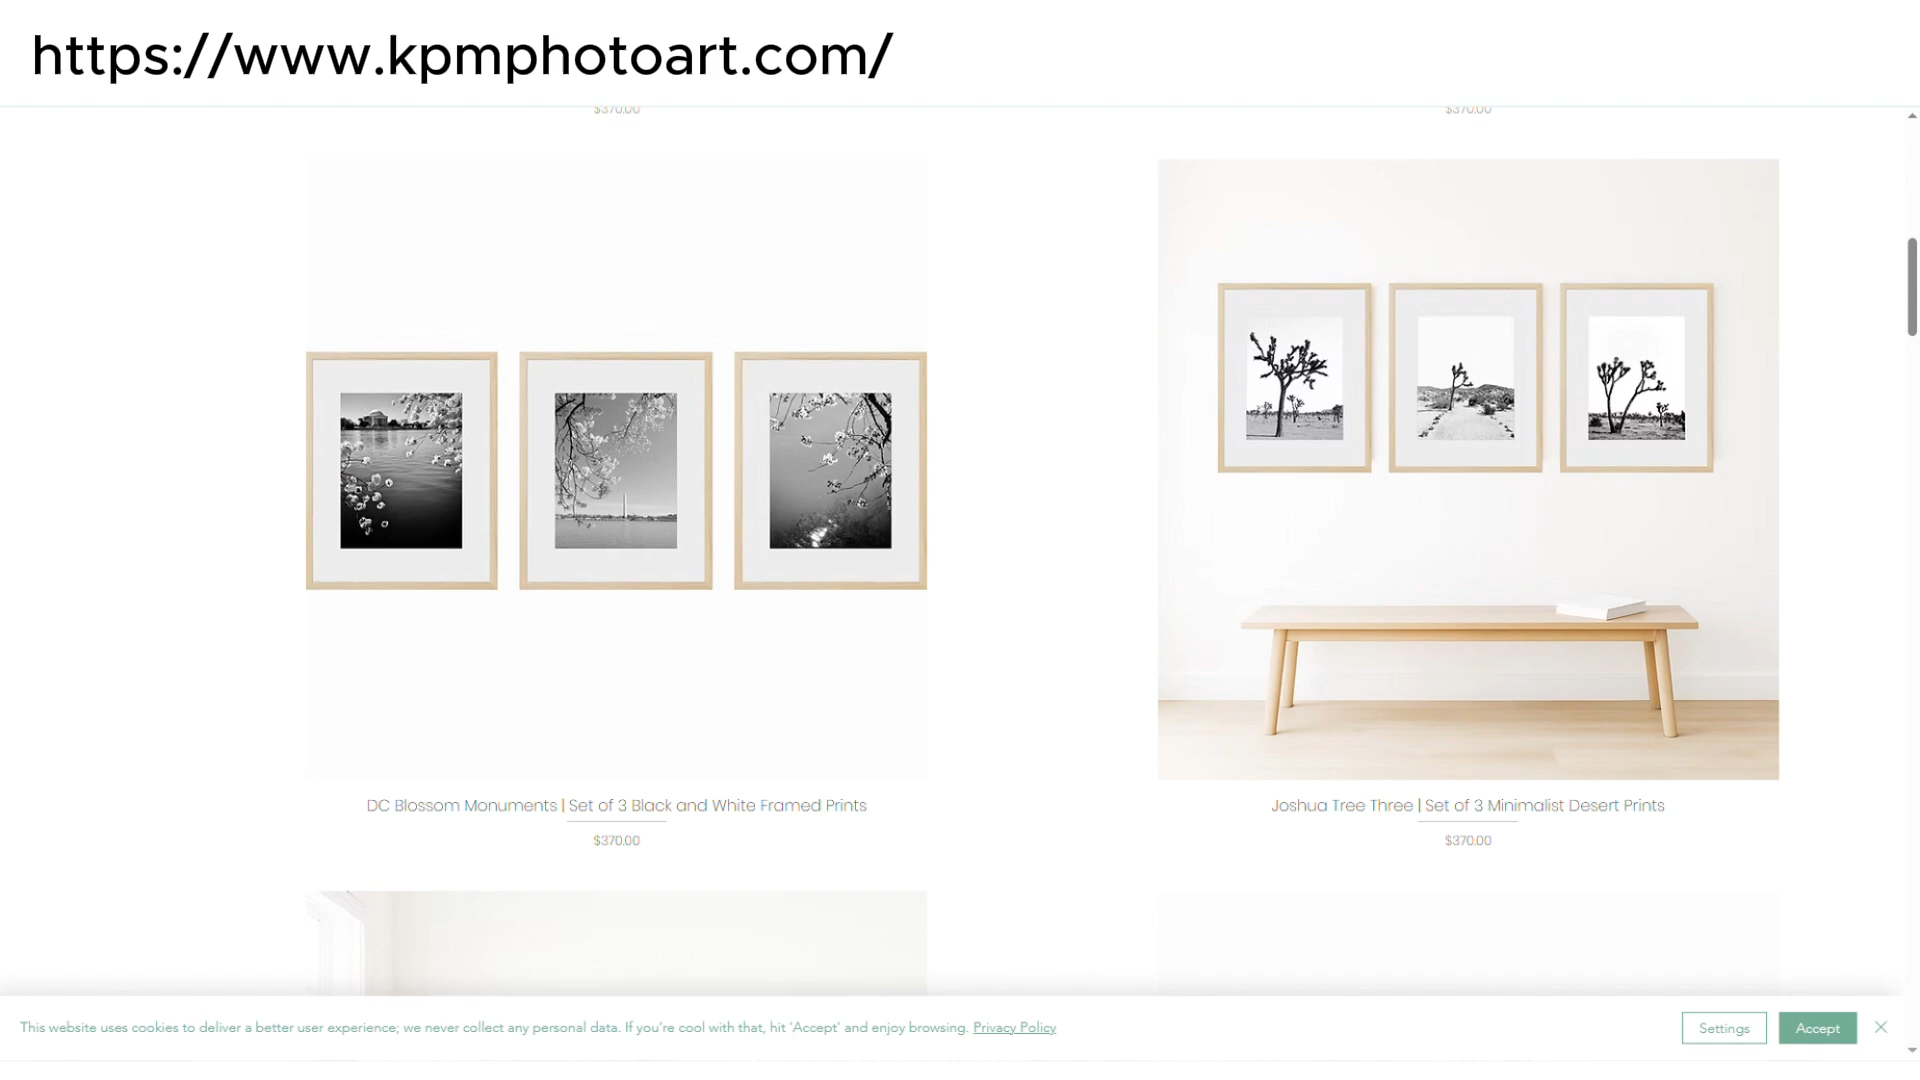 https://www.kpmphotoart.com/
$370.00
$370.00
DC Blossom Monuments | Set of 3 Black and White Framed Prints
$370.00
Joshua Tree Three | Set of 3 Minimalist Desert Prints
$370.00
This website uses cookies to deliver a better user experience; we never collect any personal data. If you're cool with that, hit 'Accept' and enjoy browsing. Privacy Policy
Settings
Accept